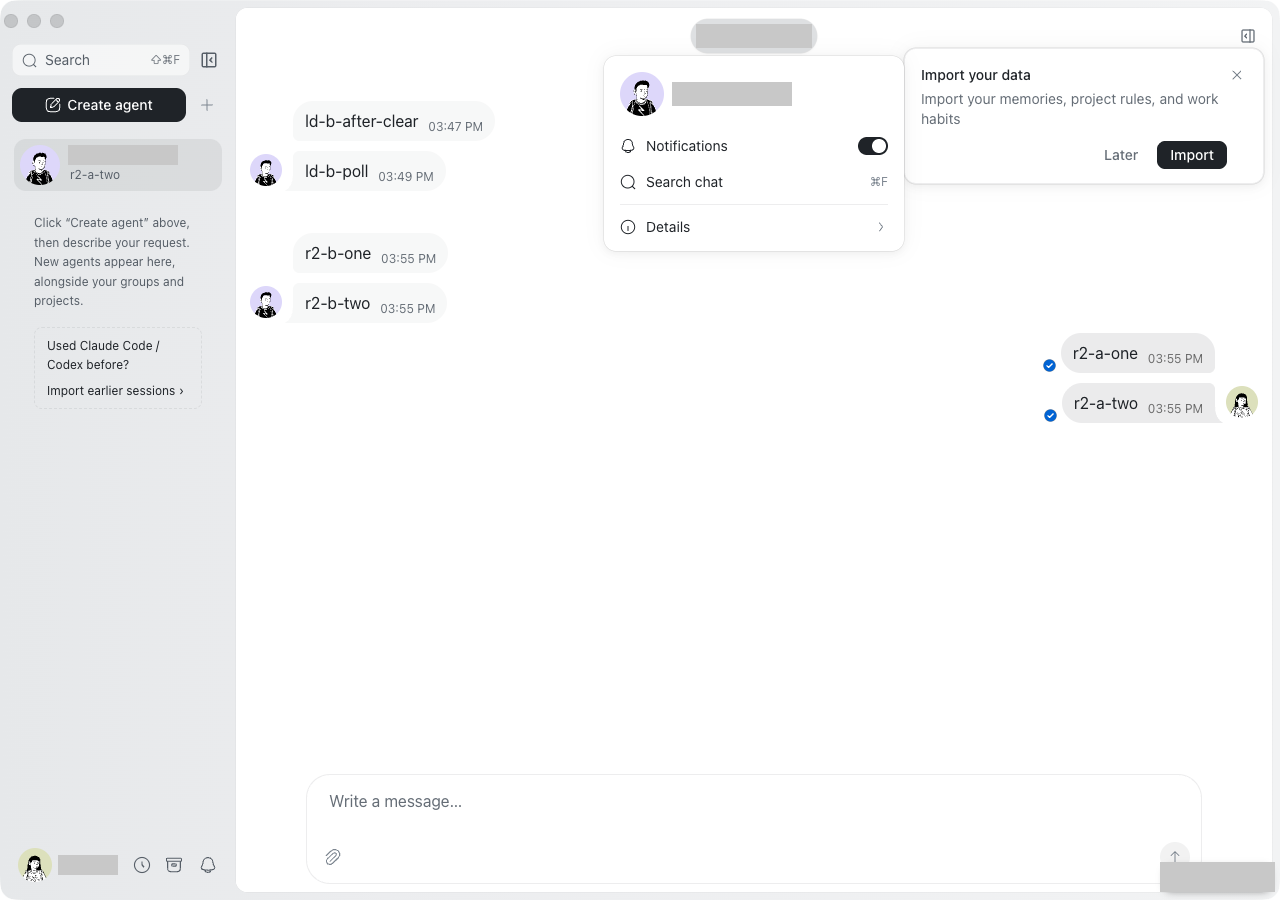 Search ⇧⌘F
Create agent
r2-a-two
Click “Create agent” above,
then describe your request.
New agents appear here,
alongside your groups and
projects.
Used Claude Code /
Codex before?
Import earlier sessions ›
ld-b-after-clear 03:47 PM
ld-b-poll 03:49 PM
r2-b-one 03:55 PM
r2-b-two 03:55 PM
r2-a-one 03:55 PM
r2-a-two 03:55 PM
Notifications
Search chat ⌘F
Details
Import your data
Import your memories, project rules, and work
habits
Later Import
Write a message...